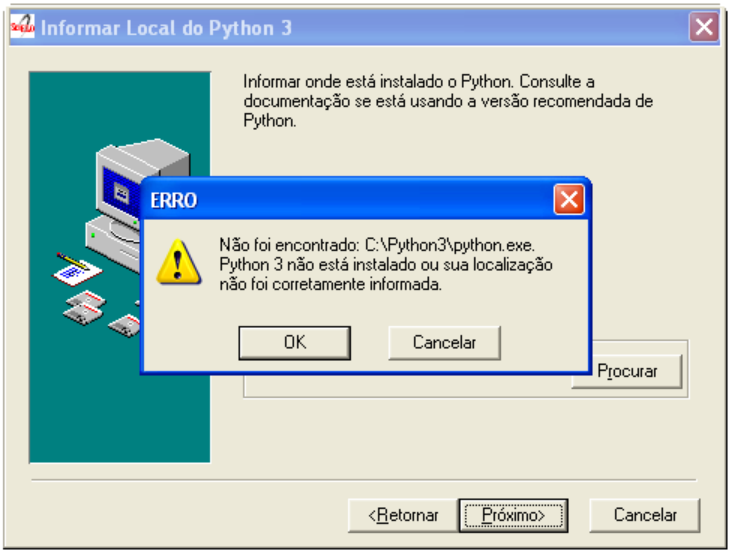 SciELO
Informar Local do Python 3
Informar onde está instalado o Python. Consulte a
documentação se está usando a versão recomendada de
Python.
ERRO
Não foi encontrado: C:\Python3\python.exe.
Python 3 não está instalado ou sua localização
não foi corretamente informada.
OK
Cancelar
Procurar
<Retornar
Próximo>
Cancelar